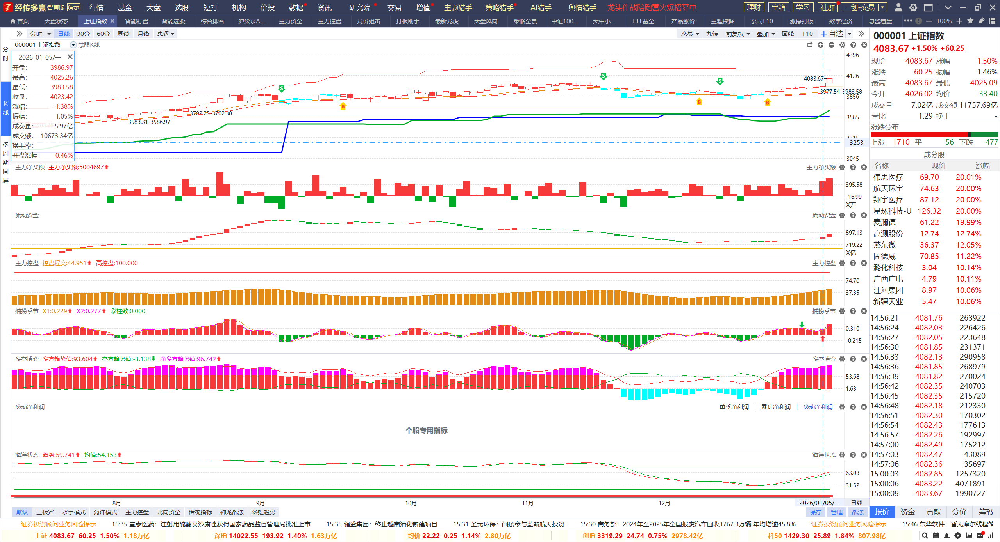 经传多赢 智尊版 演示 行情 基金 大盘 选股 短打 机构 价投 数据 资讯 研究院 交易 增值 主题猎手 策略猎手 AI猎手 舆情猎手 龙头作战陪跑营火爆招募中 理财 宝箱 学习 社群 一创-交易
首页 大盘状态 上证指数 智能盯盘 智能选股 综合排名 沪深京A... 主力资金 主力控盘 竞价狙击 打板助手 最新龙虎 大盘风向 策略全景 中证100... 大中小... ETF基金 产品涨价 主题挖掘 公司F10 涨停打板 数字经济 总监看盘 100%
分时 日线 30分 60分 周线 月线 更多 交易 九转 前复权 叠加 画线 F10 自选
000001 上证指数 慧眼K线
分时
K线
多周期同屏
2026-01-05/一
开盘: 3986.97
最高: 4025.26
最低: 3983.58
收盘: 4023.42
涨幅: 1.38%
振幅: 1.05%
成交量: 5.97亿
成交额: 10673.34亿
换手率: -
开盘涨幅: 0.46%
4083.67
3977.54-3983.58
3702.25-3702.38
3583.31-3586.97
S
S
S
B
B
B
4396
4126
3856
3585
3253
3045
主力净买额 主力净买额:5004697 主力净买额
395.58
-16.99
X万
流动资金 流动资金
897.13
719.22
X亿
主力控盘 控盘程度:44.951 高控盘:100.000 主力控盘
74.70
37.35
捕捞季节 X1:0.229 X2:0.277 彩柱数:0.000 捕捞季节
0.310
-0.215
多空博弈 多方趋势值:93.604 空方趋势值:-3.138 净多方趋势值:96.742 多空博弈
53.68
1.63
滚动净利润 单季净利润 累计净利润 滚动净利润
个股专用指标
海洋状态 趋势:59.741 均值:54.153 海洋状态
63.03
31.52
8月 9月 10月 11月 12月 2026/01/05/一 日线
默认 三板斧 水手模式 海洋模式 主力控盘 北向资金 传统指标 神龙战法 彩虹趋势 保存 管理 战法
000001 上证指数
4083.67 +1.50% +60.25
现价 4083.67 涨幅 1.50%
涨跌 60.25 振幅 1.46%
最高 4083.67 最低 4025.09
今开 4026.02 均价 33.40
成交量 7.02亿 成交额 11757.69亿
量比 1.29 换手 -
涨跌分布
上涨 1710 平 56 下跌 477
成分股
名称 现价 涨幅
伟思医疗 69.70 20.01%
航天环宇 74.63 20.00%
翔宇医疗 87.12 20.00%
星环科技-U 126.32 20.00%
麦澜德 61.22 19.99%
高测股份 12.74 12.74%
燕东微 36.37 12.05%
固德威 70.85 11.22%
潞化科技 3.04 10.14%
广西广电 4.79 10.11%
江河集团 8.97 10.06%
新疆天业 5.47 10.06%
14:56:21 4081.76 263922
14:56:24 4082.03 226426
14:56:27 4082.05 223648
14:56:30 4081.85 231371
14:56:33 4082.13 290958
14:56:36 4081.85 268979
14:56:39 4081.82 270024
14:56:42 4082.35 240703
14:56:45 4082.35 215720
14:56:48 4082.18 212330
14:56:51 4082.30 170302
14:56:54 4082.43 177613
14:56:57 4082.26 192997
14:57:00 4082.49 175212
14:57:03 4082.47 43089
14:57:06 4082.36 35697
15:00:03 4082.85 1257320
15:00:06 4083.22 4071891
15:00:09 4083.67 1990727
报价 资金 贡献 分价 筹码
证券投资顾问业务风险提示 15:35 宣泰医药：注射用硫酸艾沙康唑获得国家药品监督管理局批准上市 15:35 健盛集团：终止越南清化新建项目 15:31 圣元环保：间接参与蓝箭航天投资 15:30 商务部：2024年至2025年全国报废汽车回收1767.3万辆 年均增速45.8% 证券投资顾问业务风险提示 15:46 东华软件：暂无摩尔线程笔
上证 4083.67 60.25 1.50% 1.18万亿 深指 14022.55 193.92 1.40% 1.63万亿 均价 22.22 0.25 1.14% 2.80万亿 创指 3319.29 24.74 0.75% 2978.42亿 科50 1429.30 25.89 1.84% 807.98亿